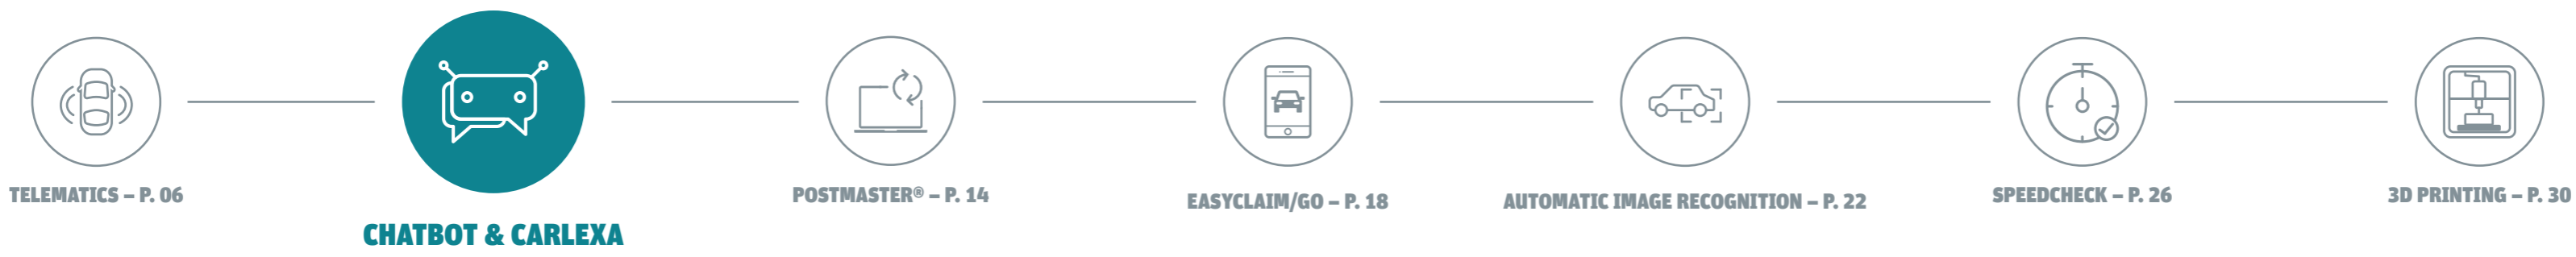 TELEMATICS – P. 06
CHATBOT & CARLEXA
POSTMASTER® – P. 14
EASYCLAIM/GO – P. 18
AUTOMATIC IMAGE RECOGNITION – P. 22
SPEEDCHECK – P. 26
3D PRINTING – P. 30